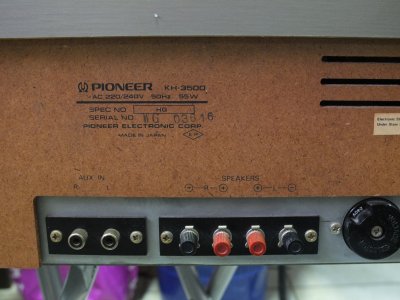 PIONEER KH-3500
AC 220/240V 50Hz 55W
SPEC NO HG
SERIAL NO WG 03616
PIONEER ELECTRONIC CORP.
MADE IN JAPAN
AUX IN
R L
SPEAKERS
- R + + L -